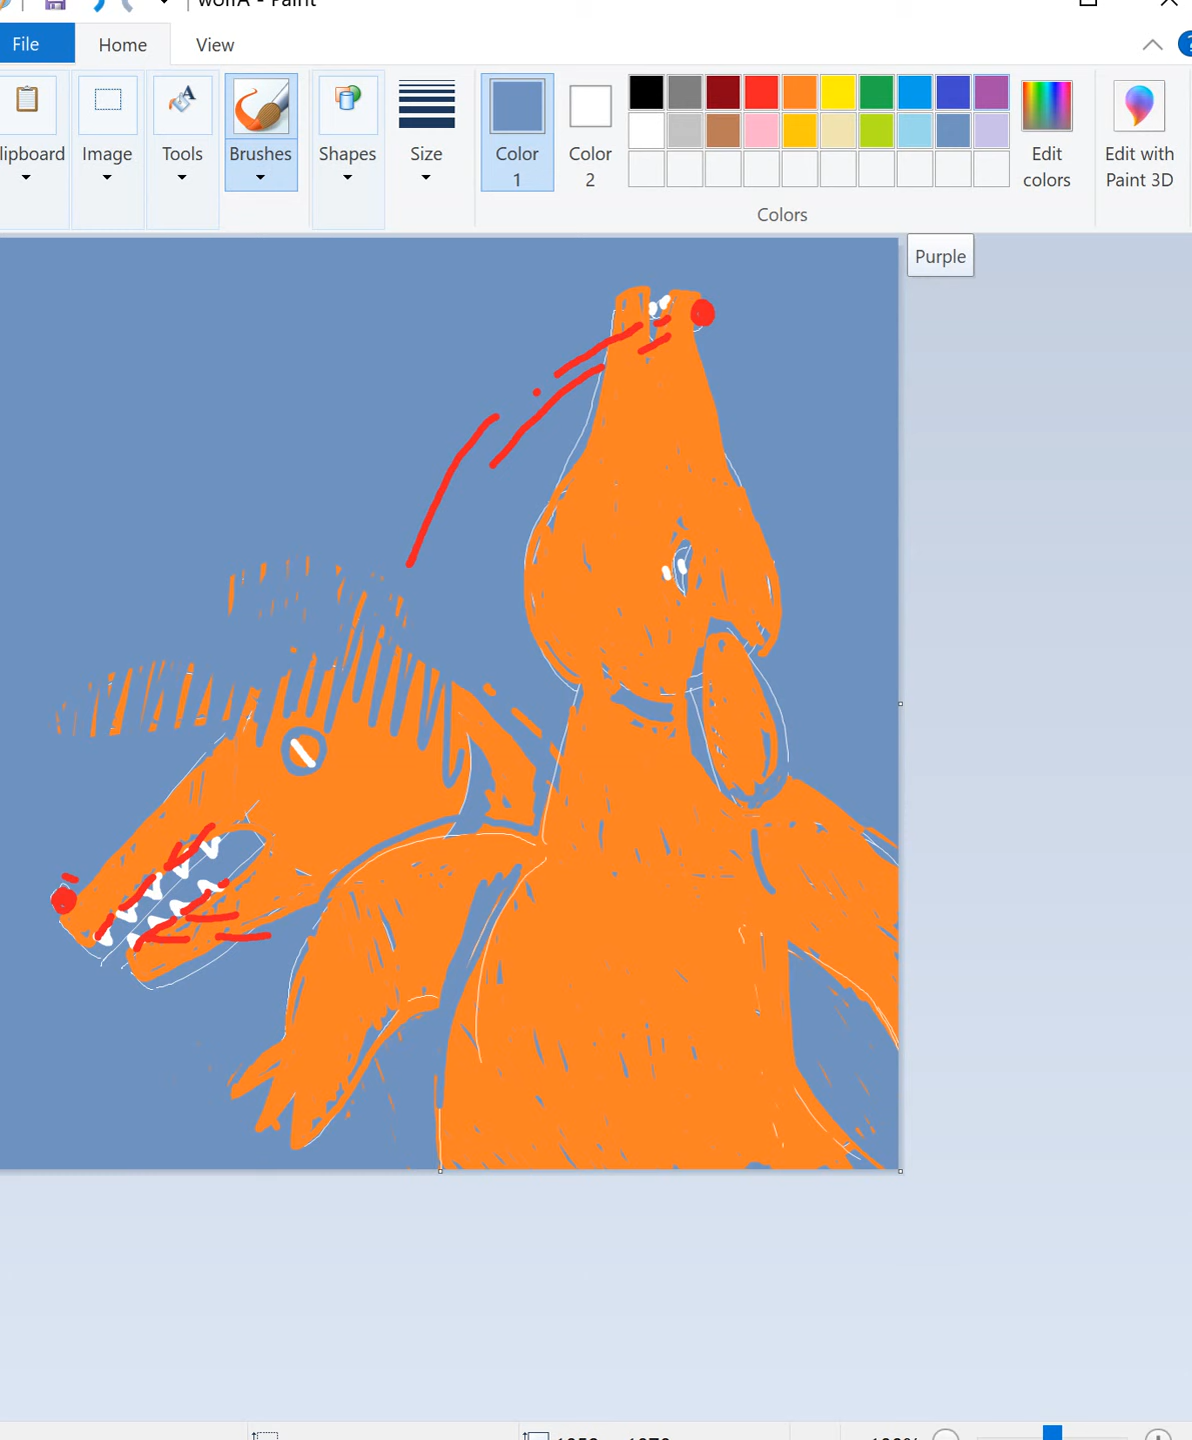 wolfA - Paint
File
Home
View
lipboard
Image
Tools
Brushes
Shapes
Size
Color
1
Color
2
Edit
colors
Edit with
Paint 3D
Colors
Purple